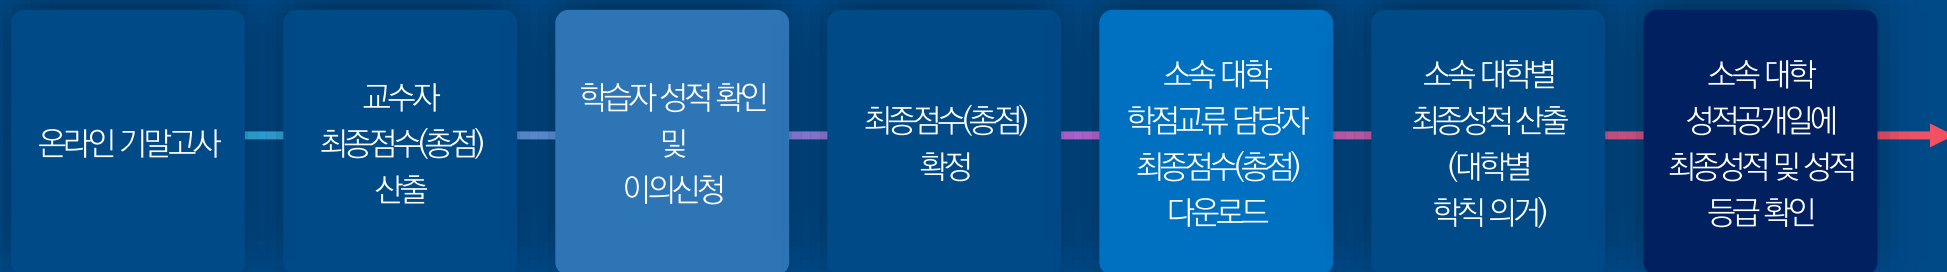 온라인 기말고사
교수자
최종점수(총점)
산출
학습자 성적 확인
및
이의신청
최종점수(총점)
확정
소속 대학
학점교류 담당자
최종점수(총점)
다운로드
소속 대학별
최종성적 산출
(대학별
학칙 의거)
소속 대학
성적공개일에
최종성적 및 성적
등급 확인